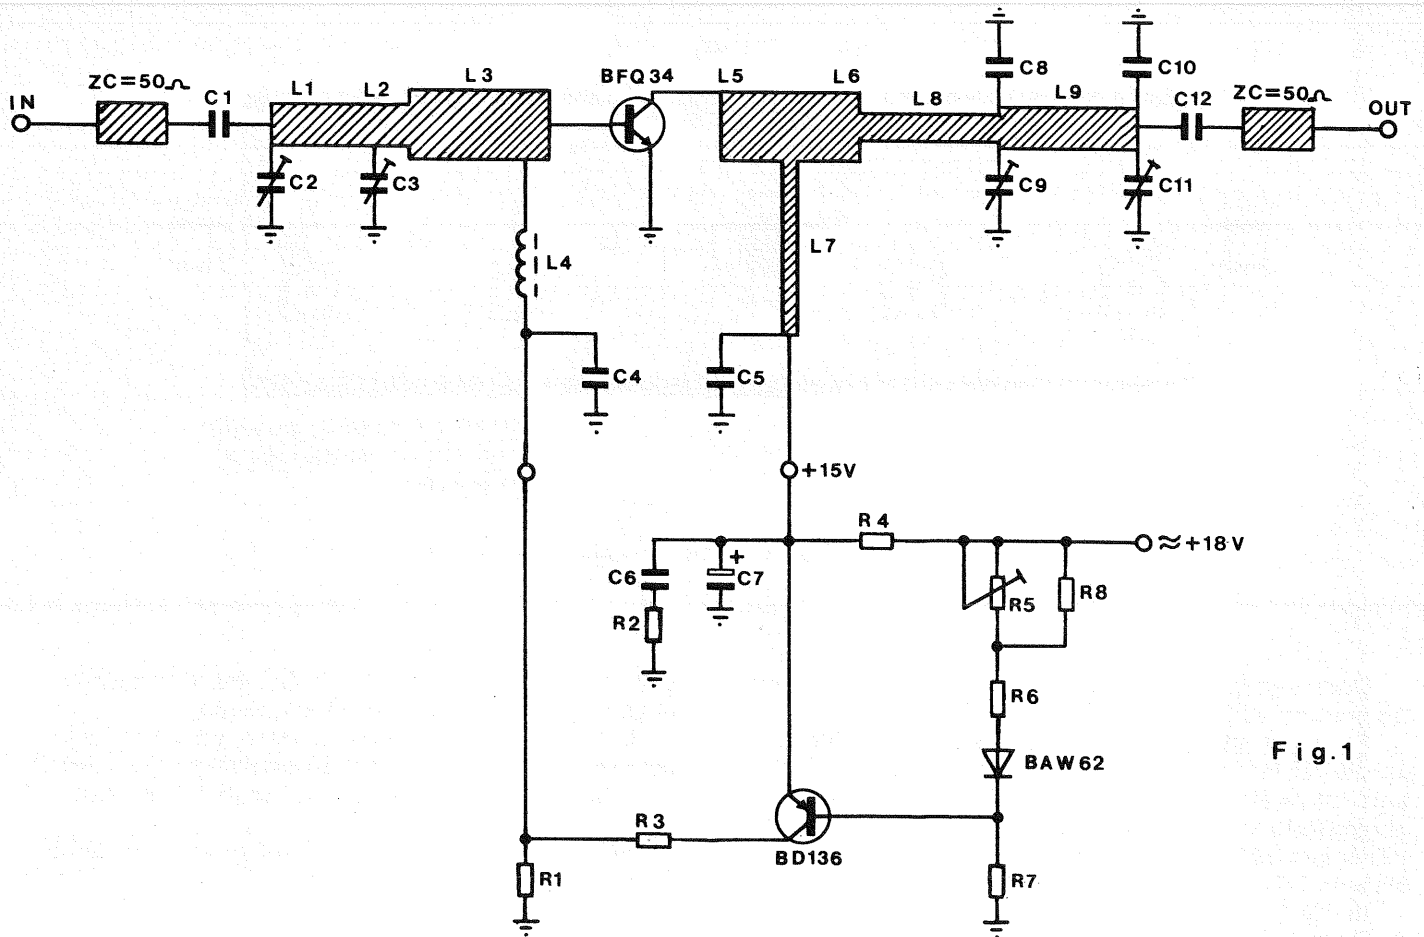 IN
ZC=50Ω
C1
L1
L2
L3
BFQ34
L5
L6
L8
C8
L9
C10
C12
ZC=50Ω
OUT
C2
C3
C9
C11
L4
L7
C4
C5
+15V
R4
≈+18V
C6
+
C7
R5
R8
R2
R6
Fig.1
BAW62
R3
BD136
R1
R7